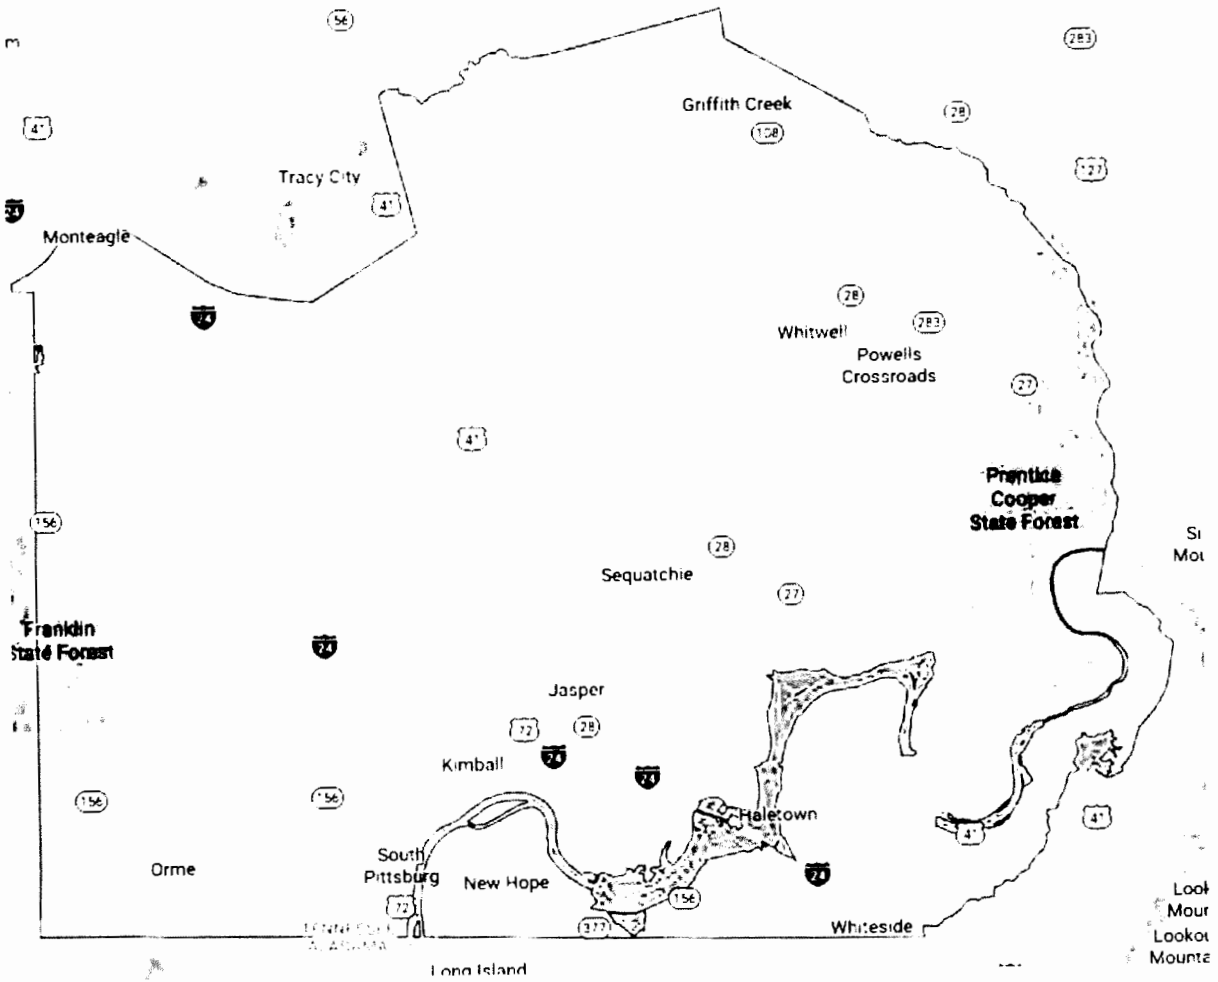 56
283
m
Griffith Creek
28
41
108
127
Tracy City
41
24
Monteagle
28
24
283
Whitwell
Powells
Crossroads
27
41
Prentice
Cooper
State Forest
156
28
Sequatchie
27
Franklin
State Forest
24
Jasper
72
28
24
Kimball
24
156
156
Haletown
41
41
South
Pittsburg
Orme
New Hope
24
156
72
377
Whiteside
TENNESSEE
ALABAMA
Long Island